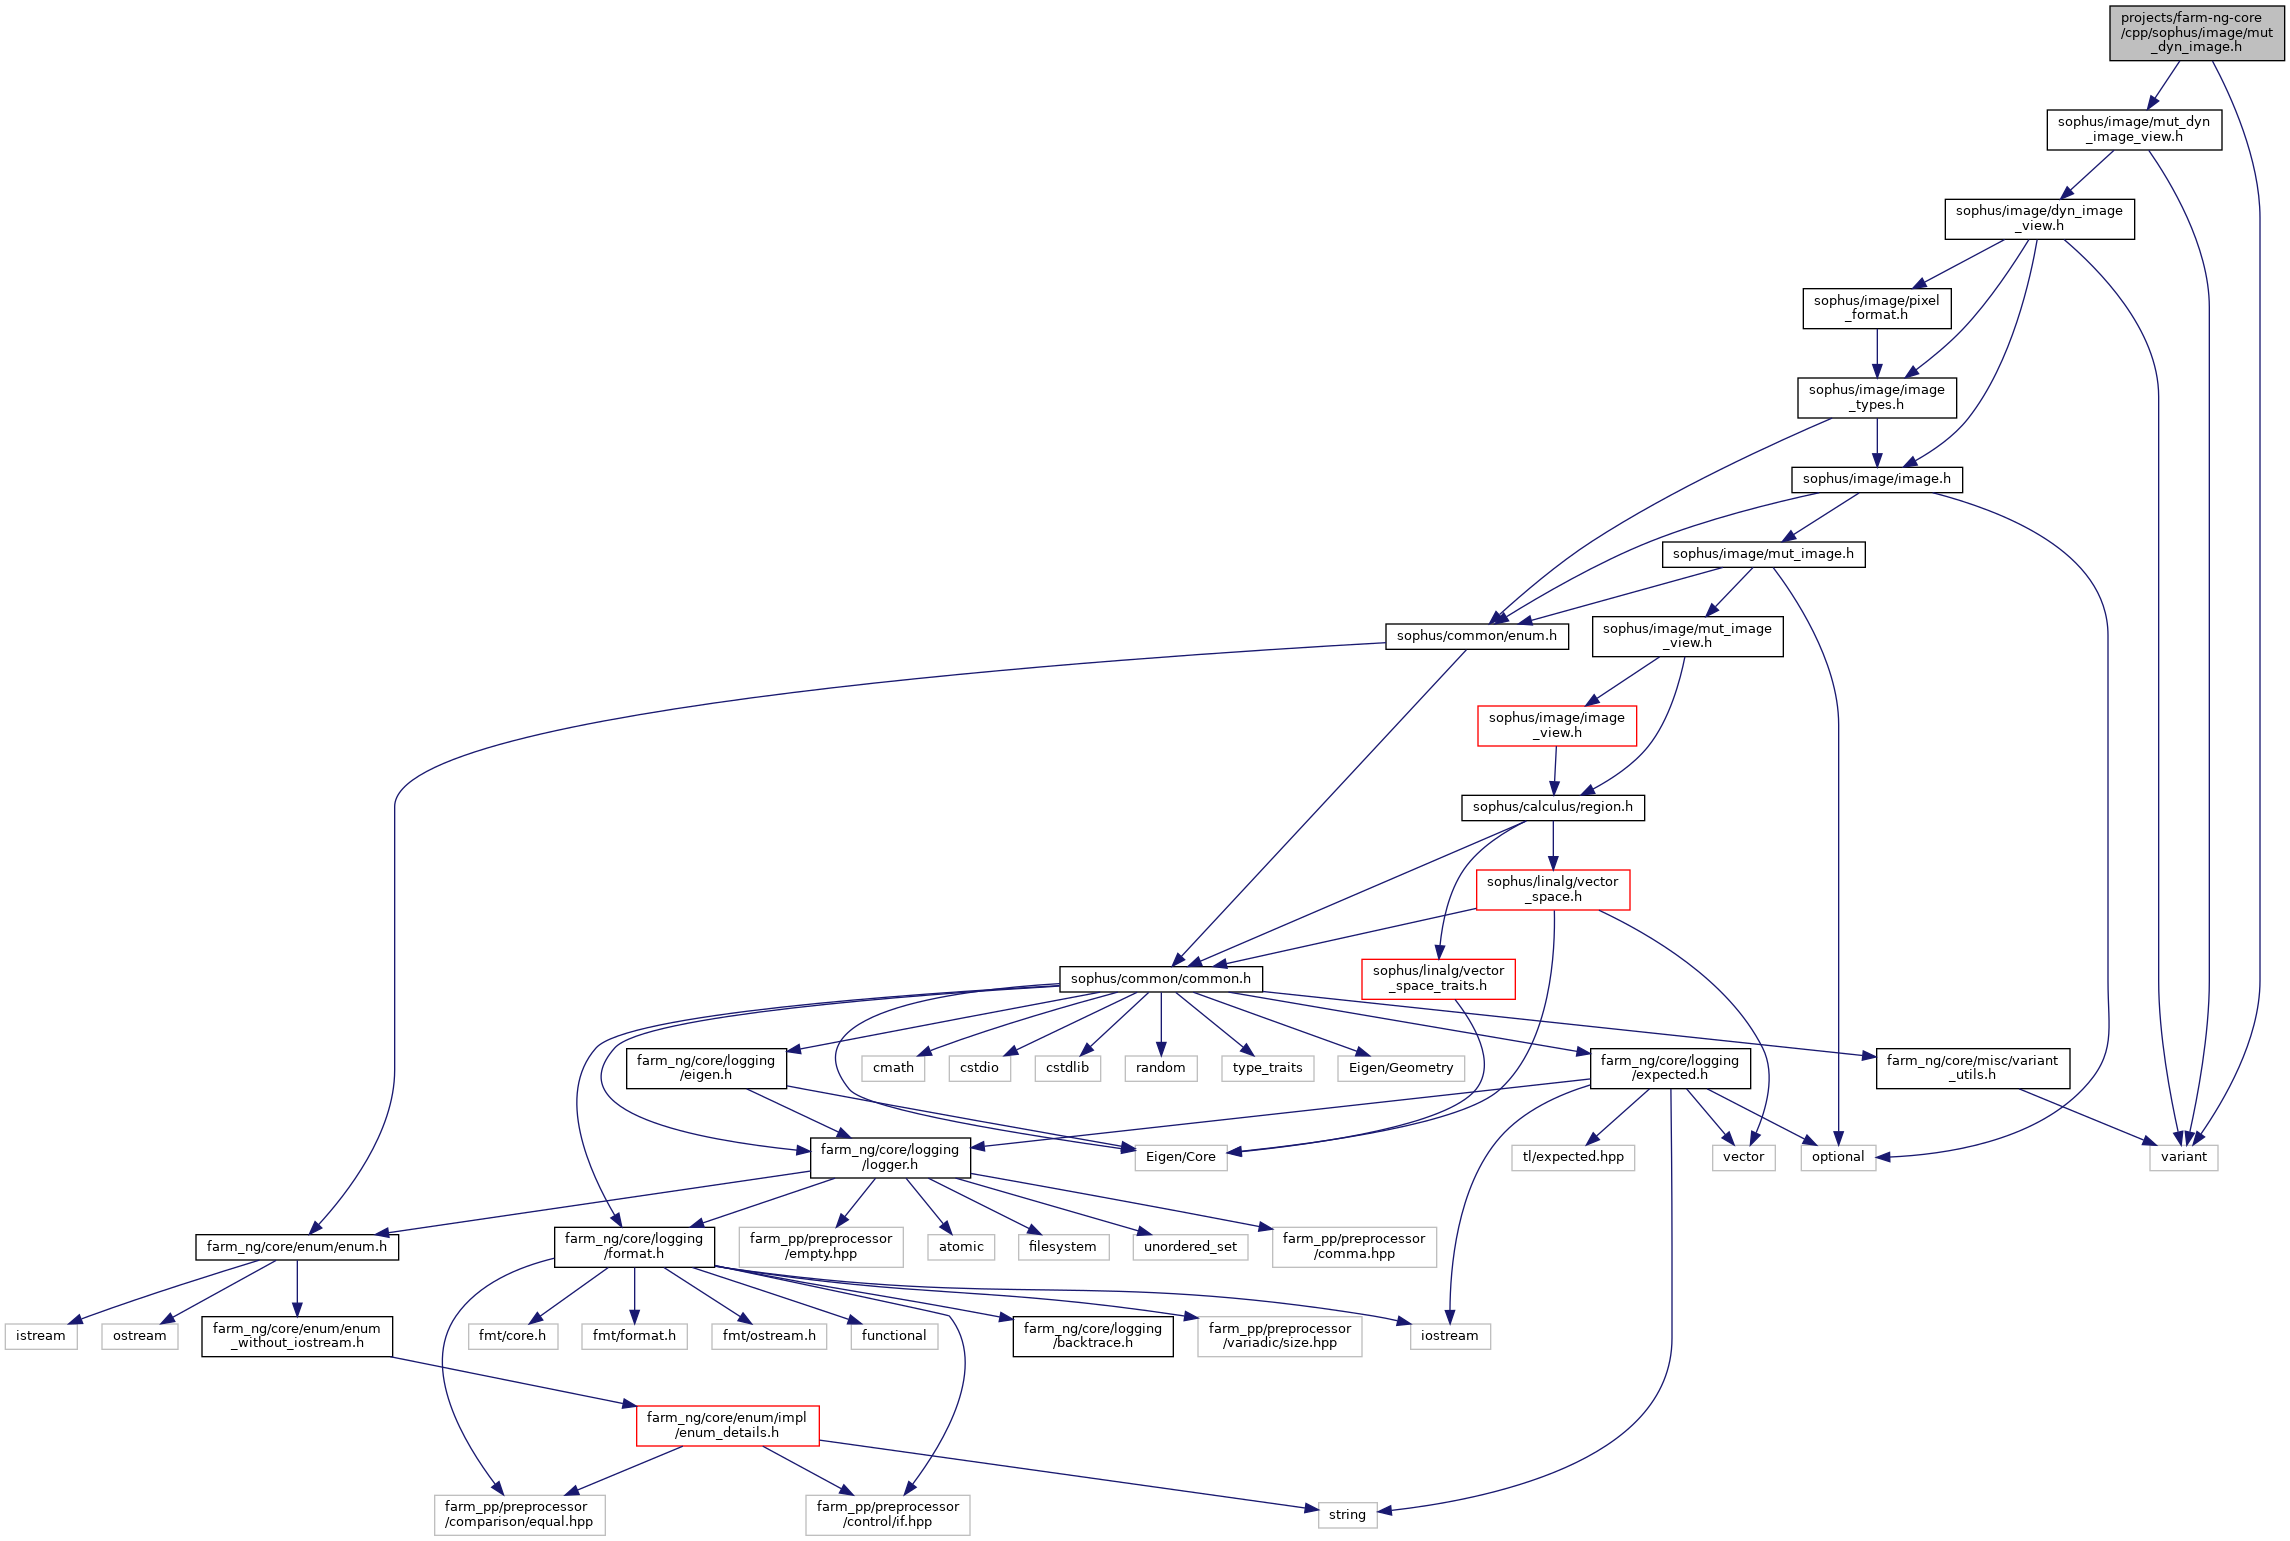 projects/farm-ng-core
/cpp/sophus/image/mut
_dyn_image.h
sophus/image/mut_dyn
_image_view.h
sophus/image/dyn_image
_view.h
sophus/image/pixel
_format.h
sophus/image/image
_types.h
sophus/image/image.h
sophus/image/mut_image.h
sophus/common/enum.h
sophus/image/mut_image
_view.h
sophus/image/image
_view.h
sophus/calculus/region.h
sophus/linalg/vector
_space.h
sophus/common/common.h
sophus/linalg/vector
_space_traits.h
farm_ng/core/logging
/eigen.h
cmath
cstdio
cstdlib
random
type_traits
Eigen/Geometry
farm_ng/core/logging
/expected.h
farm_ng/core/misc/variant
_utils.h
farm_ng/core/logging
/logger.h
Eigen/Core
tl/expected.hpp
vector
optional
variant
farm_ng/core/enum/enum.h
farm_ng/core/logging
/format.h
farm_pp/preprocessor
/empty.hpp
atomic
filesystem
unordered_set
farm_pp/preprocessor
/comma.hpp
istream
ostream
farm_ng/core/enum/enum
_without_iostream.h
fmt/core.h
fmt/format.h
fmt/ostream.h
functional
farm_ng/core/logging
/backtrace.h
farm_pp/preprocessor
/variadic/size.hpp
iostream
farm_ng/core/enum/impl
/enum_details.h
farm_pp/preprocessor
/comparison/equal.hpp
farm_pp/preprocessor
/control/if.hpp
string